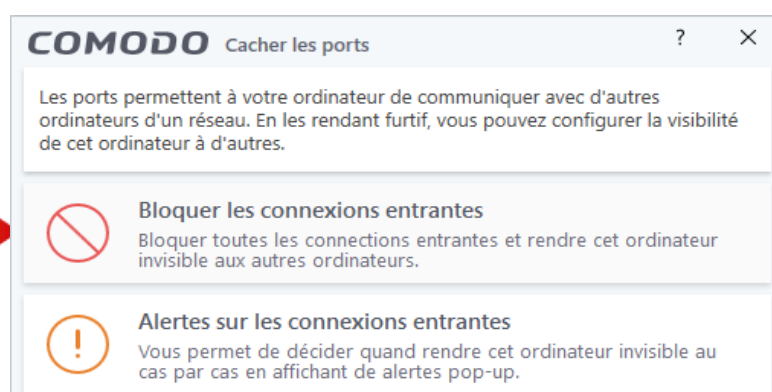 COMODO Cacher les ports ? ×
Les ports permettent à votre ordinateur de communiquer avec d'autres
ordinateurs d'un réseau. En les rendant furtif, vous pouvez configurer la visibilité
de cet ordinateur à d'autres.
Bloquer les connexions entrantes
Bloquer toutes les connections entrantes et rendre cet ordinateur
invisible aux autres ordinateurs.
Alertes sur les connexions entrantes
Vous permet de décider quand rendre cet ordinateur invisible au
cas par cas en affichant de alertes pop-up.